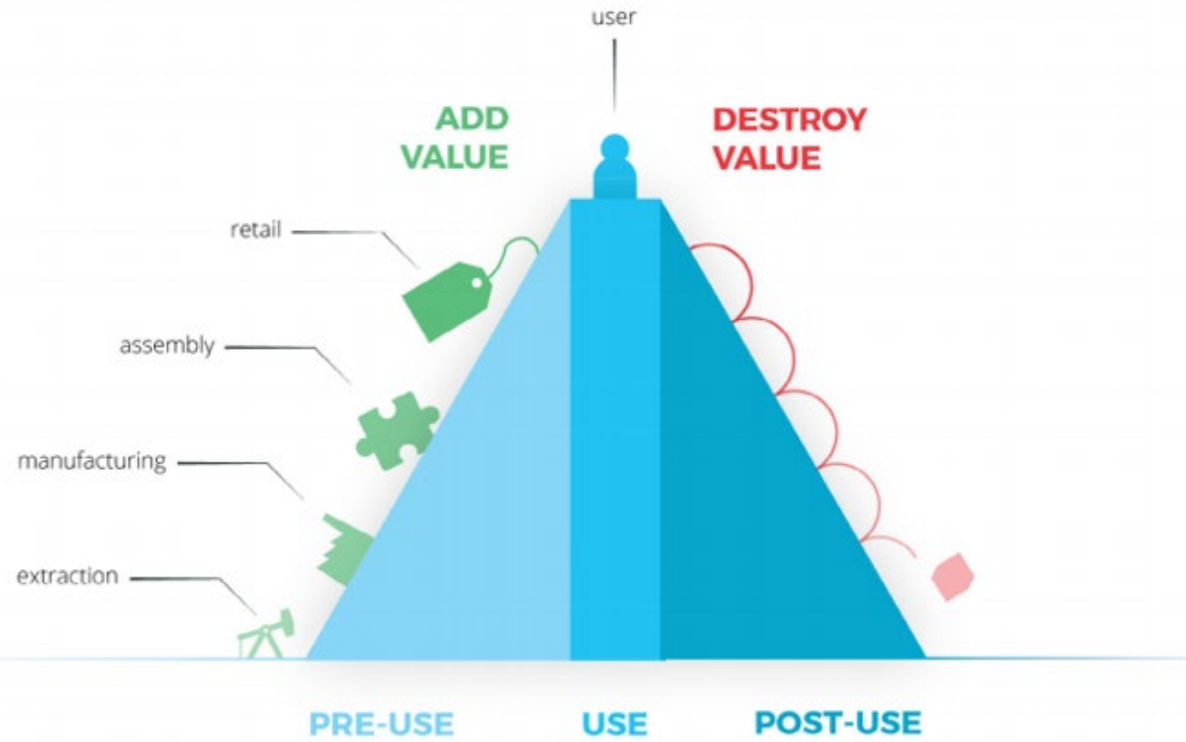 user
ADD
VALUE
DESTROY
VALUE
retail
assembly
manufacturing
extraction
PRE-USE
USE
POST-USE